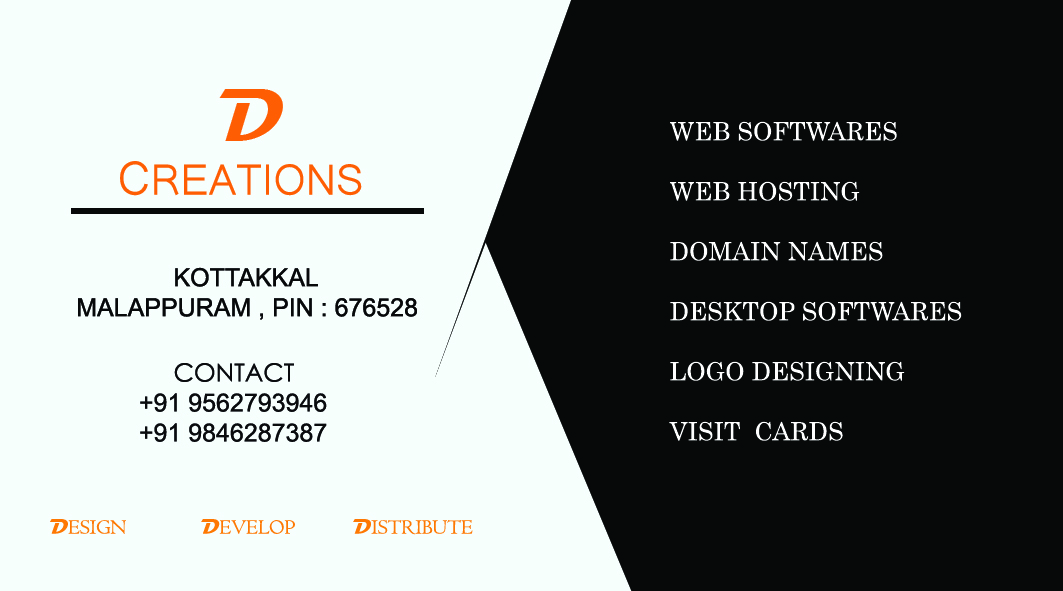 D
CREATIONS
KOTTAKKAL
MALAPPURAM , PIN : 676528
CONTACT
+91 9562793946
+91 9846287387
DESIGN DEVELOP DISTRIBUTE
WEB SOFTWARES
WEB HOSTING
DOMAIN NAMES
DESKTOP SOFTWARES
LOGO DESIGNING
VISIT CARDS